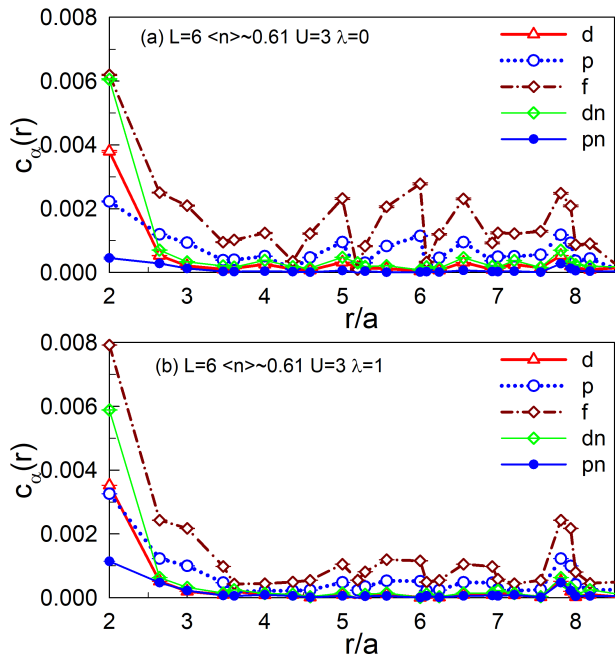 0.008
(a) L=6 <n>~0.61 U=3 λ=0
d
p
f
dn
pn
0.006
0.004
0.002
0.000
cα(r)
2 3 4 5 6 7 8
r/a
0.008
(b) L=6 <n>~0.61 U=3 λ=1
d
p
f
dn
pn
0.006
0.004
0.002
0.000
cα(r)
2 3 4 5 6 7 8
r/a